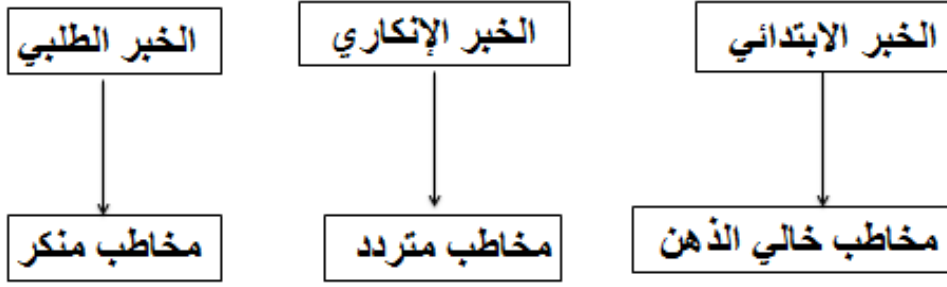 الخبر الابتدائي
الخبر الإنكاري
الخبر الطلبي
مخاطب خالي الذهن
مخاطب متردد
مخاطب منكر